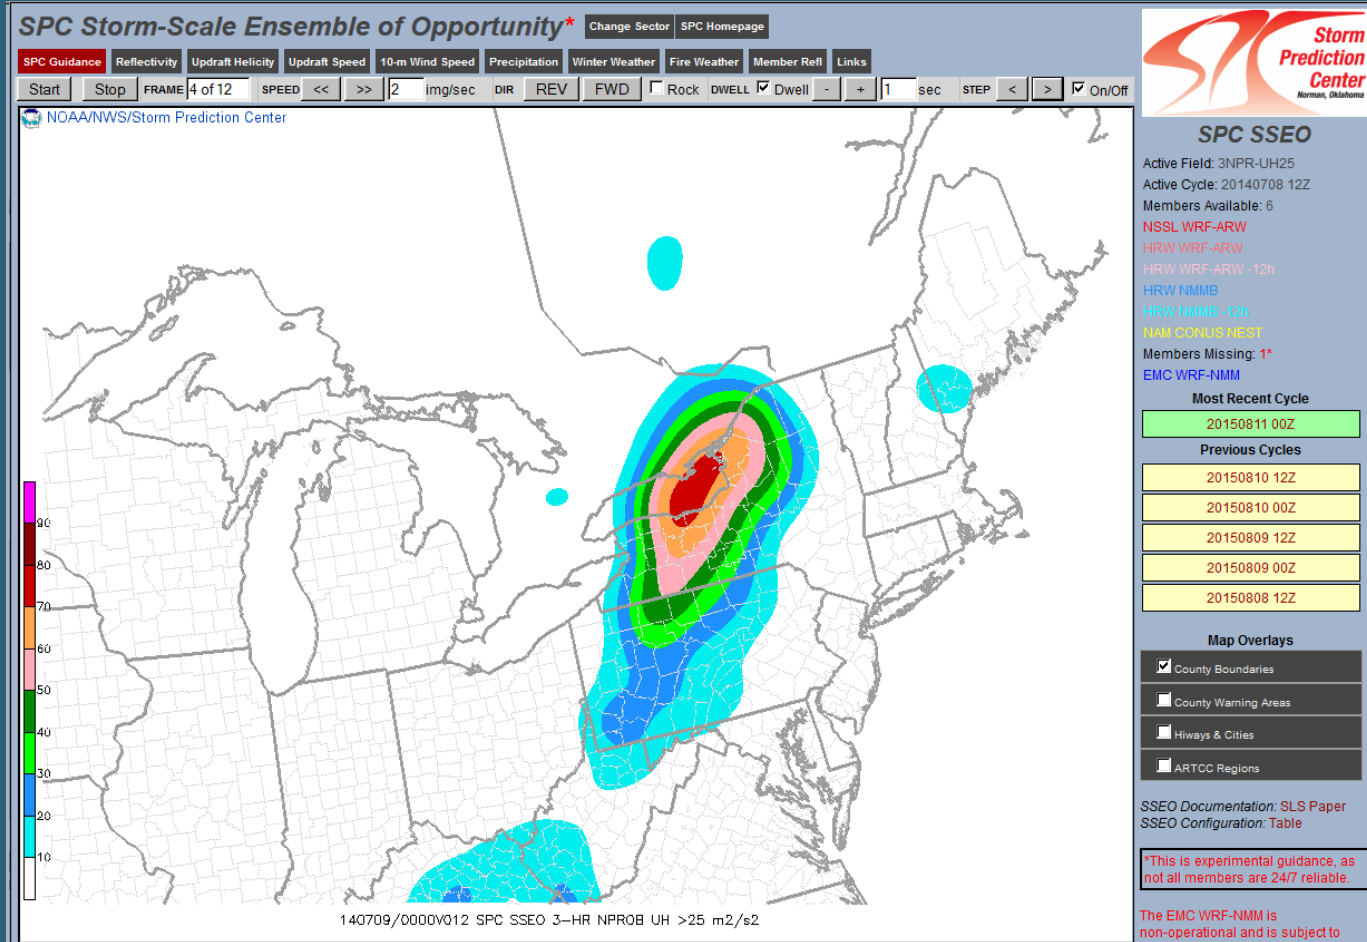 SPC Storm-Scale Ensemble of Opportunity* Change Sector SPC Homepage
SPC Guidance Reflectivity Updraft Helicity Updraft Speed 10-m Wind Speed Precipitation Winter Weather Fire Weather Member Refl Links
Start Stop FRAME 4 of 12 SPEED << >> 2 img/sec DIR REV FWD Rock DWELL Dwell - + 1 sec STEP < > On/Off
NOAA/NWS/Storm Prediction Center
90
80
70
60
50
40
30
20
10
140709/0000V012 SPC SSEO 3-HR NPROB UH >25 m2/s2
Storm
Prediction
Center
Norman, Oklahoma
SPC SSEO
Active Field: 3NPR-UH25
Active Cycle: 20140708 12Z
Members Available: 6
NSSL WRF-ARW
HRW WRF-ARW
HRW WRF-ARW -12h
HRW NMMB
HRW NMMB -12h
NAM CONUS NEST
Members Missing: 1*
EMC WRF-NMM
Most Recent Cycle
20150811 00Z
Previous Cycles
20150810 12Z
20150810 00Z
20150809 12Z
20150809 00Z
20150808 12Z
Map Overlays
County Boundaries
County Warning Areas
Hiways & Cities
ARTCC Regions
SSEO Documentation: SLS Paper
SSEO Configuration: Table
*This is experimental guidance, as
not all members are 24/7 reliable.
The EMC WRF-NMM is
non-operational and is subject to